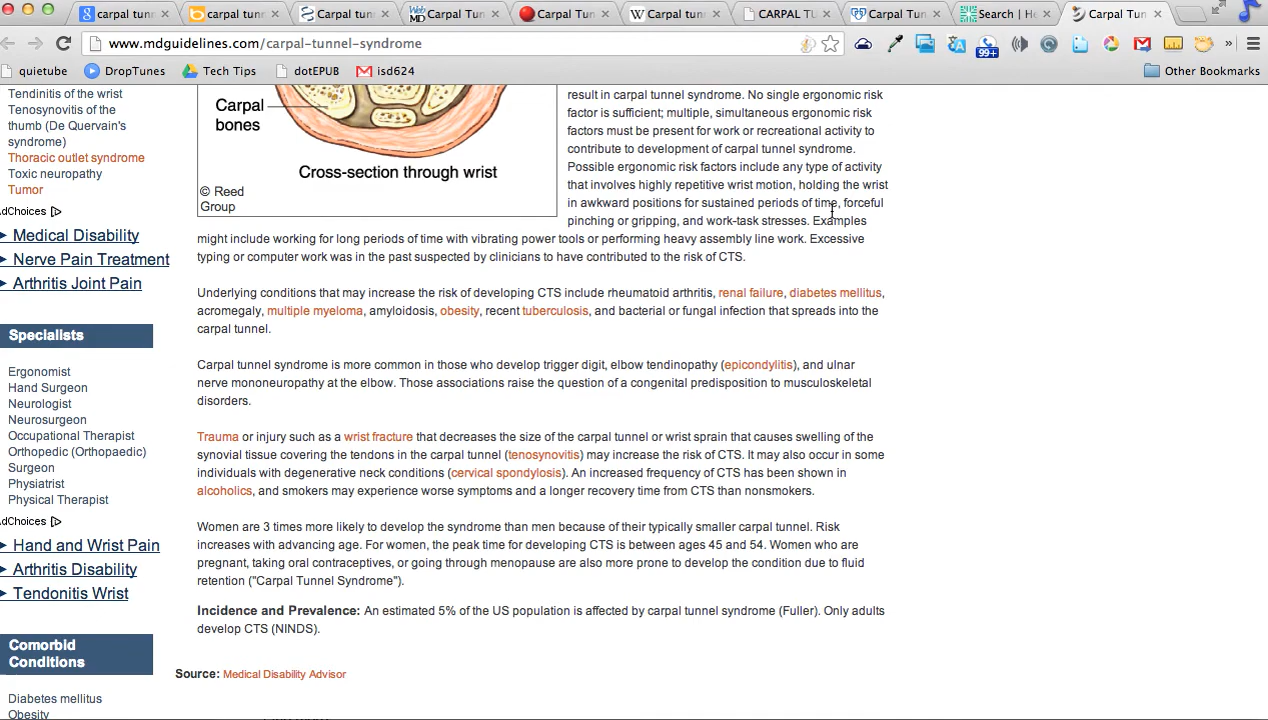 carpal tunn
carpal tunn
Carpal tun
Carpal Tun
Carpal Tun
Carpal tunn
CARPAL TU
Carpal Tun
Search | He
Carpal Tun
www.mdguidelines.com/carpal-tunnel-syndrome
99+
»
quietube
DropTunes
Tech Tips
dotEPUB
isd624
Other Bookmarks
Tendinitis of the wrist
Tenosynovitis of the
thumb (De Quervain's
syndrome)
Thoracic outlet syndrome
Toxic neuropathy
Tumor
dChoices
Medical Disability
Nerve Pain Treatment
Arthritis Joint Pain
Specialists
Ergonomist
Hand Surgeon
Neurologist
Neurosurgeon
Occupational Therapist
Orthopedic (Orthopaedic)
Surgeon
Physiatrist
Physical Therapist
dChoices
Hand and Wrist Pain
Arthritis Disability
Tendonitis Wrist
Comorbid
Conditions
Diabetes mellitus
Obesity
Carpal
bones
Cross-section through wrist
© Reed
Group
result in carpal tunnel syndrome. No single ergonomic risk
factor is sufficient; multiple, simultaneous ergonomic risk
factors must be present for work or recreational activity to
contribute to development of carpal tunnel syndrome.
Possible ergonomic risk factors include any type of activity
that involves highly repetitive wrist motion, holding the wrist
in awkward positions for sustained periods of time, forceful
pinching or gripping, and work-task stresses. Examples
might include working for long periods of time with vibrating power tools or performing heavy assembly line work. Excessive
typing or computer work was in the past suspected by clinicians to have contributed to the risk of CTS.
Underlying conditions that may increase the risk of developing CTS include rheumatoid arthritis, renal failure, diabetes mellitus,
acromegaly, multiple myeloma, amyloidosis, obesity, recent tuberculosis, and bacterial or fungal infection that spreads into the
carpal tunnel.
Carpal tunnel syndrome is more common in those who develop trigger digit, elbow tendinopathy (epicondylitis), and ulnar
nerve mononeuropathy at the elbow. Those associations raise the question of a congenital predisposition to musculoskeletal
disorders.
Trauma or injury such as a wrist fracture that decreases the size of the carpal tunnel or wrist sprain that causes swelling of the
synovial tissue covering the tendons in the carpal tunnel (tenosynovitis) may increase the risk of CTS. It may also occur in some
individuals with degenerative neck conditions (cervical spondylosis). An increased frequency of CTS has been shown in
alcoholics, and smokers may experience worse symptoms and a longer recovery time from CTS than nonsmokers.
Women are 3 times more likely to develop the syndrome than men because of their typically smaller carpal tunnel. Risk
increases with advancing age. For women, the peak time for developing CTS is between ages 45 and 54. Women who are
pregnant, taking oral contraceptives, or going through menopause are also more prone to develop the condition due to fluid
retention ("Carpal Tunnel Syndrome").
Incidence and Prevalence: An estimated 5% of the US population is affected by carpal tunnel syndrome (Fuller). Only adults
develop CTS (NINDS).
Source: Medical Disability Advisor